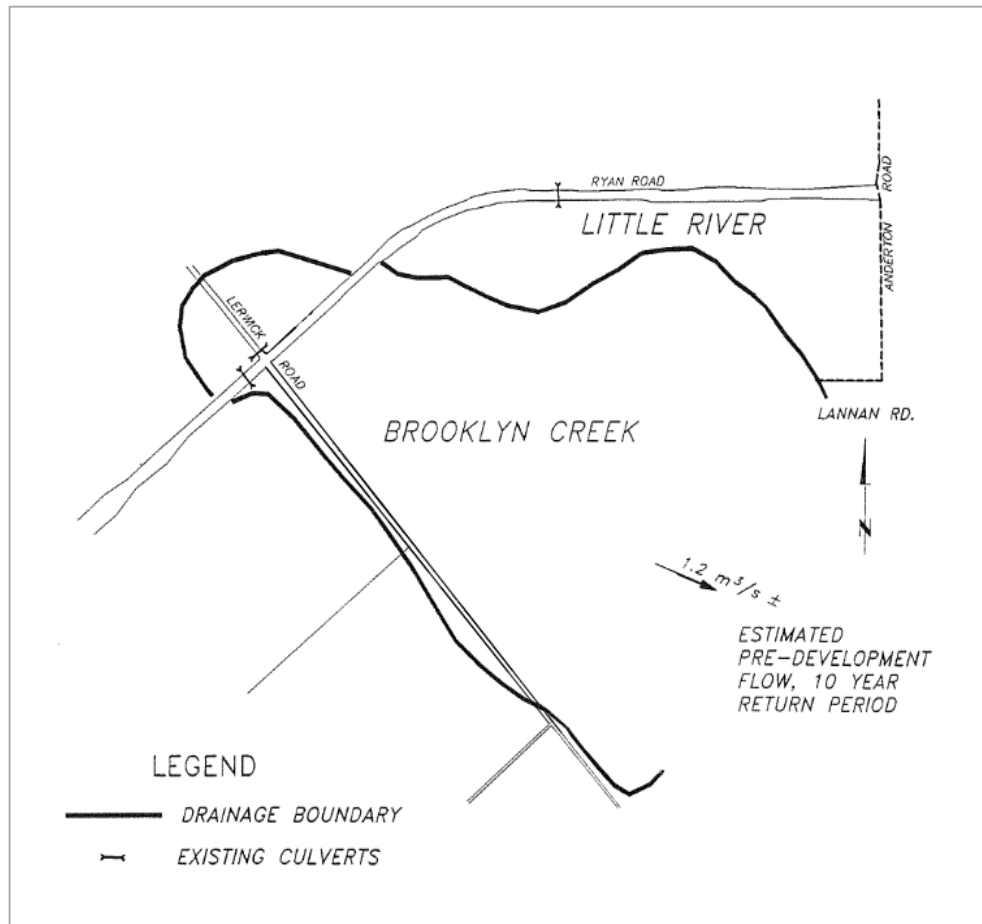 RYAN ROAD
LITTLE RIVER
ROAD
ANDERTON
LERWICK
ROAD
LANNAN RD.
BROOKLYN CREEK
N
1.2 m³/s ±
ESTIMATED
PRE-DEVELOPMENT
FLOW, 10 YEAR
RETURN PERIOD
LEGEND
DRAINAGE BOUNDARY
EXISTING CULVERTS